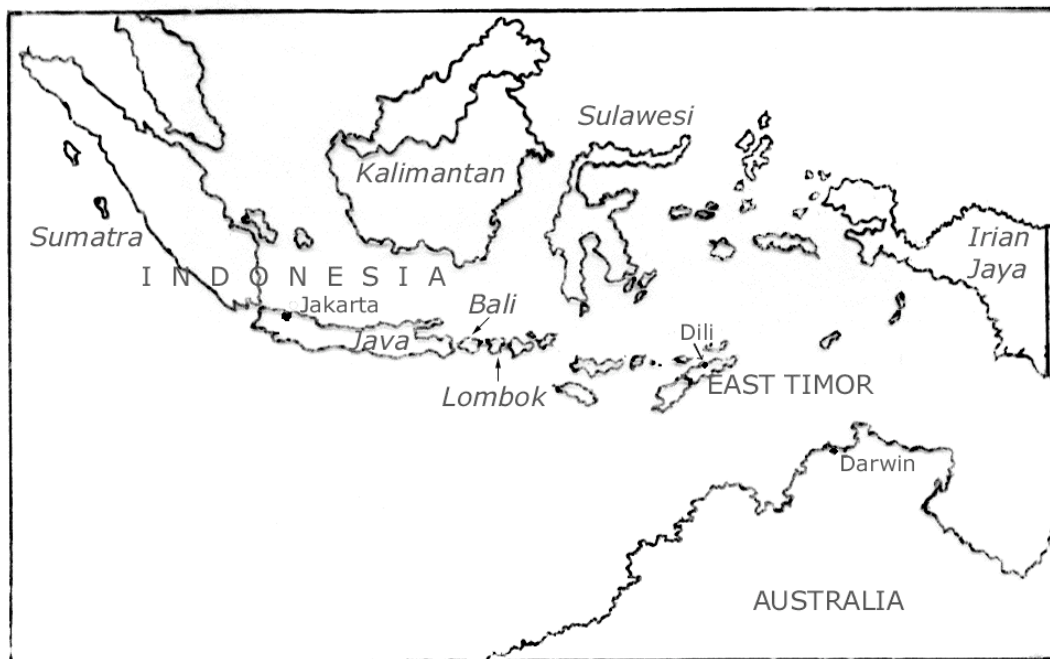 Sulawesi
Kalimantan
Sumatra
Irian
Jaya
I N D O N E S I A
Jakarta
Bali
Java
Dili
Lombok
EAST TIMOR
Darwin
AUSTRALIA